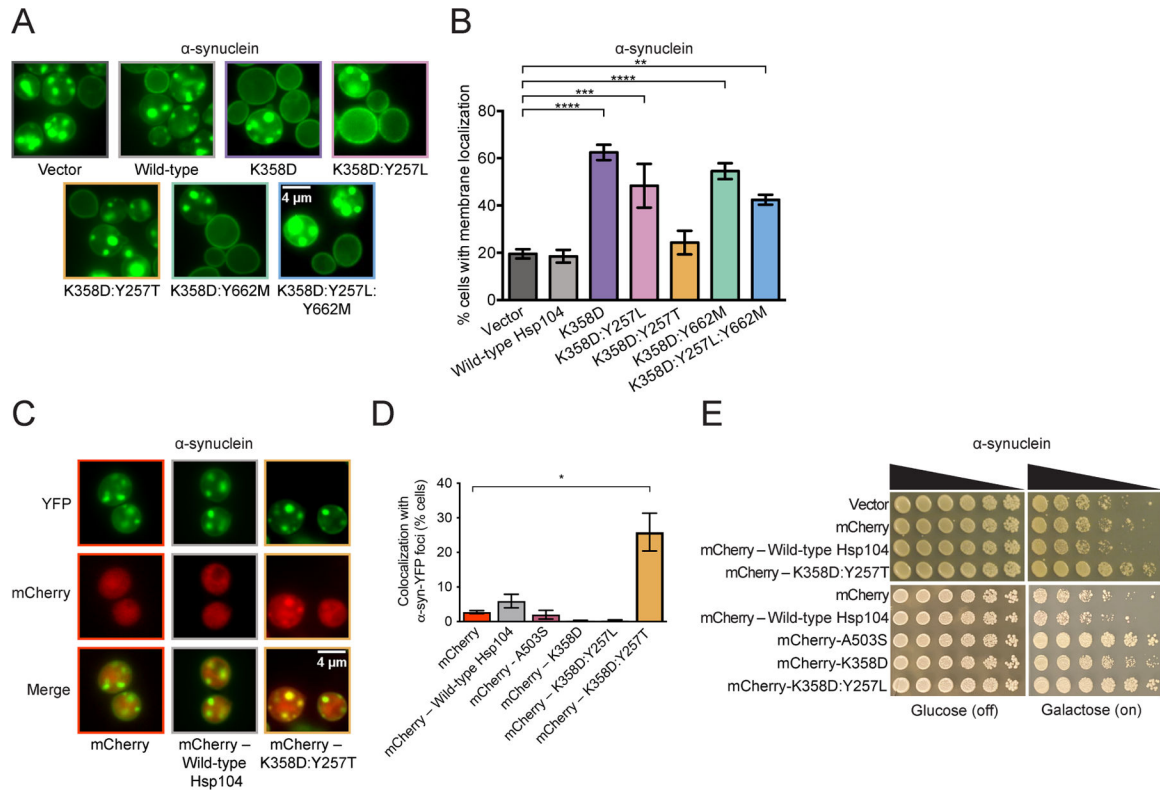 A
α-synuclein
Vector
Wild-type
K358D
K358D:Y257L
4 µm
K358D:Y257T
K358D:Y662M
K358D:Y257L:
Y662M
B
**
****
***
****
% cells with membrane localization
80
60
40
20
0
Vector
Wild-type Hsp104
K358D
K358D:Y257L
K358D:Y257T
K358D:Y662M
K358D:Y257L:Y662M
C
α-synuclein
YFP
mCherry
Merge
4 µm
mCherry
mCherry –
Wild-type
Hsp104
mCherry –
K358D:Y257T
D
Colocalization with
α-syn-YFP foci (% cells)
40
30
20
10
0
*
mCherry
mCherry – Wild-type Hsp104
mCherry – A503S
mCherry – K358D
mCherry – K358D:Y257L
mCherry – K358D:Y257T
E
α-synuclein
Vector
mCherry
mCherry – Wild-type Hsp104
mCherry – K358D:Y257T
mCherry
mCherry – Wild-type Hsp104
mCherry-A503S
mCherry-K358D
mCherry-K358D:Y257L
Glucose (off)
Galactose (on)